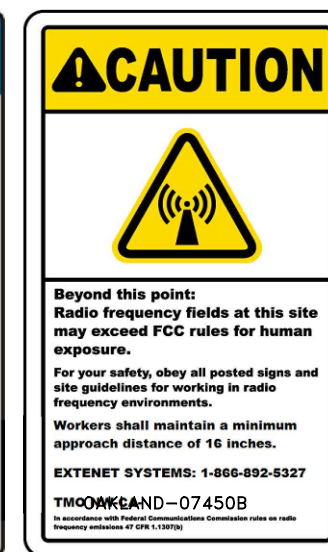 CAUTION
Beyond this point:
Radio frequency fields at this site
may exceed FCC rules for human
exposure.
For your safety, obey all posted signs and
site guidelines for working in radio
frequency environments.
Workers shall maintain a minimum
approach distance of 16 inches.
EXTENET SYSTEMS: 1-866-892-5327
TMO OAKLAND-07450B
In accordance with Federal Communications Commission rules on radio
frequency emissions 47 CFR 1.1307(b)